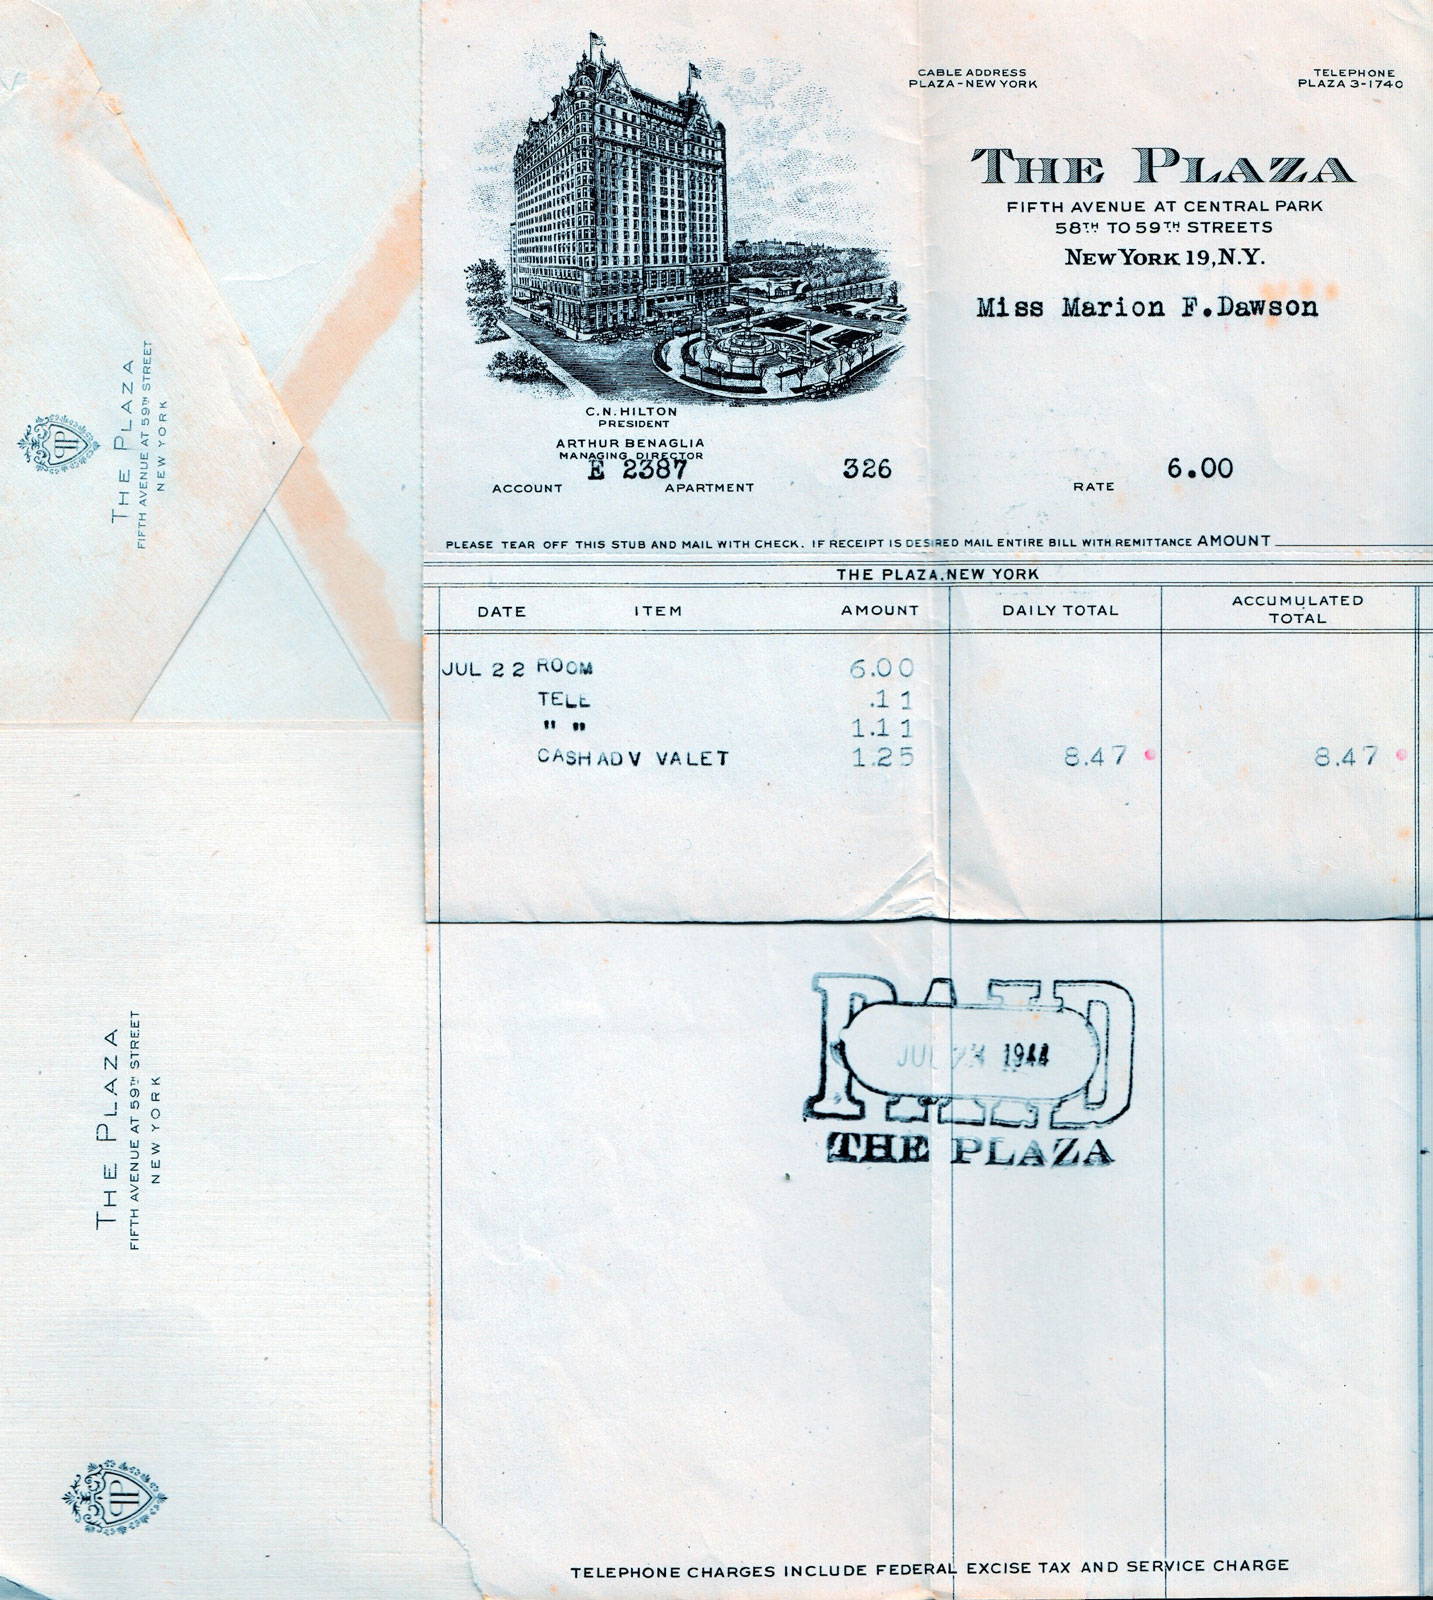 THE PLAZA
FIFTH AVENUE AT 59TH STREET
NEW YORK
CABLE ADDRESS
PLAZA-NEW YORK
TELEPHONE
PLAZA 3-1740
THE PLAZA
FIFTH AVENUE AT CENTRAL PARK
58TH TO 59TH STREETS
NEW YORK 19, N.Y.
Miss Marion F.Dawson
C.N. HILTON
PRESIDENT
ARTHUR BENAGLIA
MANAGING DIRECTOR
E 2387 326 6.00
ACCOUNT APARTMENT RATE
PLEASE TEAR OFF THIS STUB AND MAIL WITH CHECK. IF RECEIPT IS DESIRED MAIL ENTIRE BILL WITH REMITTANCE AMOUNT
THE PLAZA, NEW YORK
DATE ITEM AMOUNT DAILY TOTAL ACCUMULATED TOTAL
JUL 22 ROOM 6.00
TELE .11
" " 1.11
CASH ADV VALET 1.25 8.47 8.47
PAID
JUL 1944
THE PLAZA
THE PLAZA
FIFTH AVENUE AT 59TH STREET
NEW YORK
TELEPHONE CHARGES INCLUDE FEDERAL EXCISE TAX AND SERVICE CHARGE